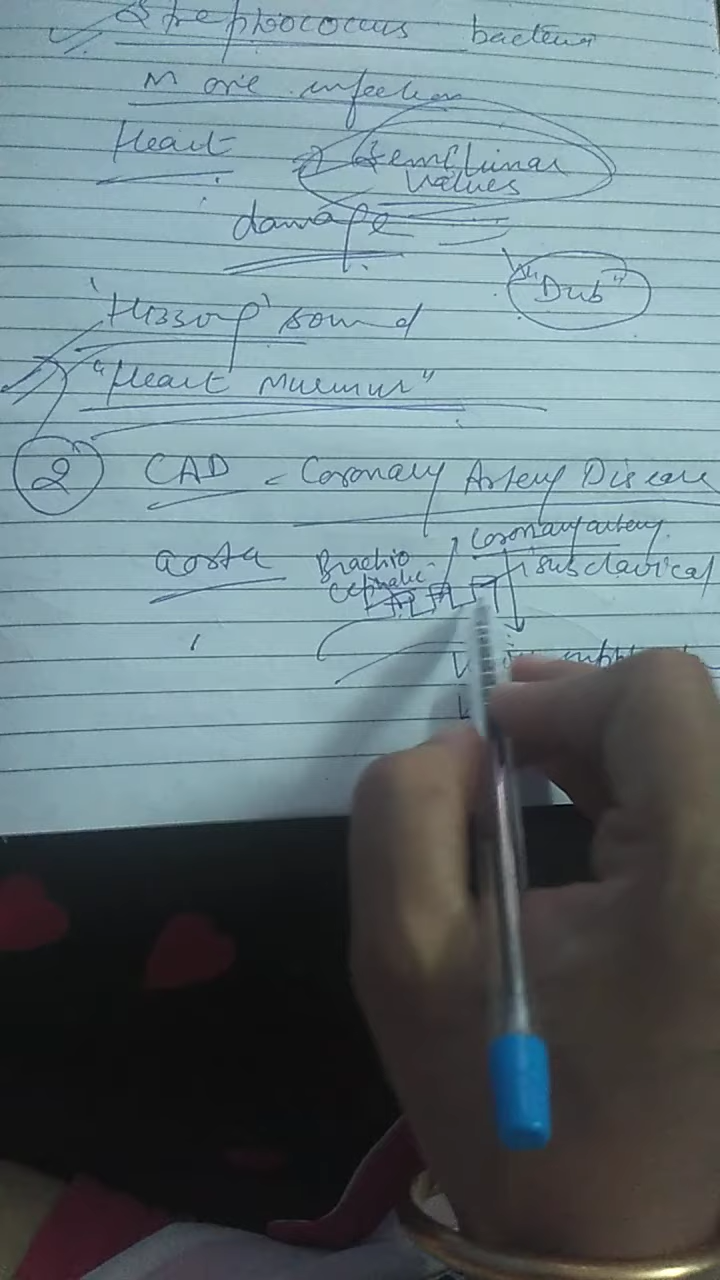 Streptococcus bacteria
More infection
Heart → Semilunar
valves
damage
"Dub"
'Hissing' sound
"Heart Murmur"
2 CAD = Coronary Artery Disease
coronary artery
aorta Brachio
cephalic subclavical